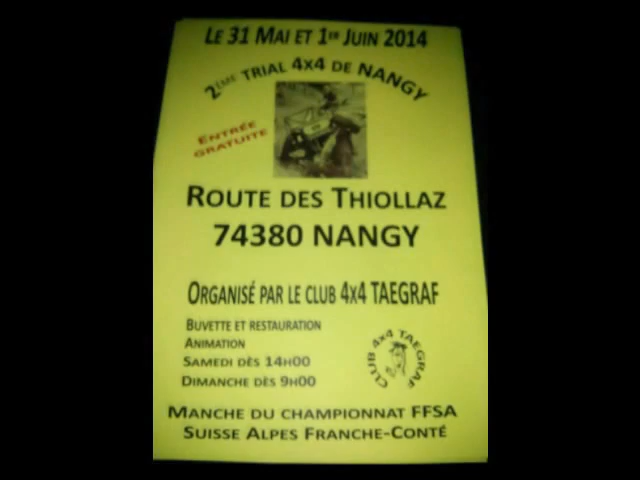 LE 31 MAI ET 1ER JUIN 2014
2ÈME TRIAL 4X4 DE NANGY
ENTRÉE
GRATUITE
ROUTE DES THIOLLAZ
74380 NANGY
ORGANISÉ PAR LE CLUB 4X4 TAEGRAF
BUVETTE ET RESTAURATION
ANIMATION
SAMEDI DÈS 14H00
DIMANCHE DÈS 9H00
CLUB 4X4 TAEGRAF
MANCHE DU CHAMPIONNAT FFSA
SUISSE ALPES FRANCHE-CONTÉ